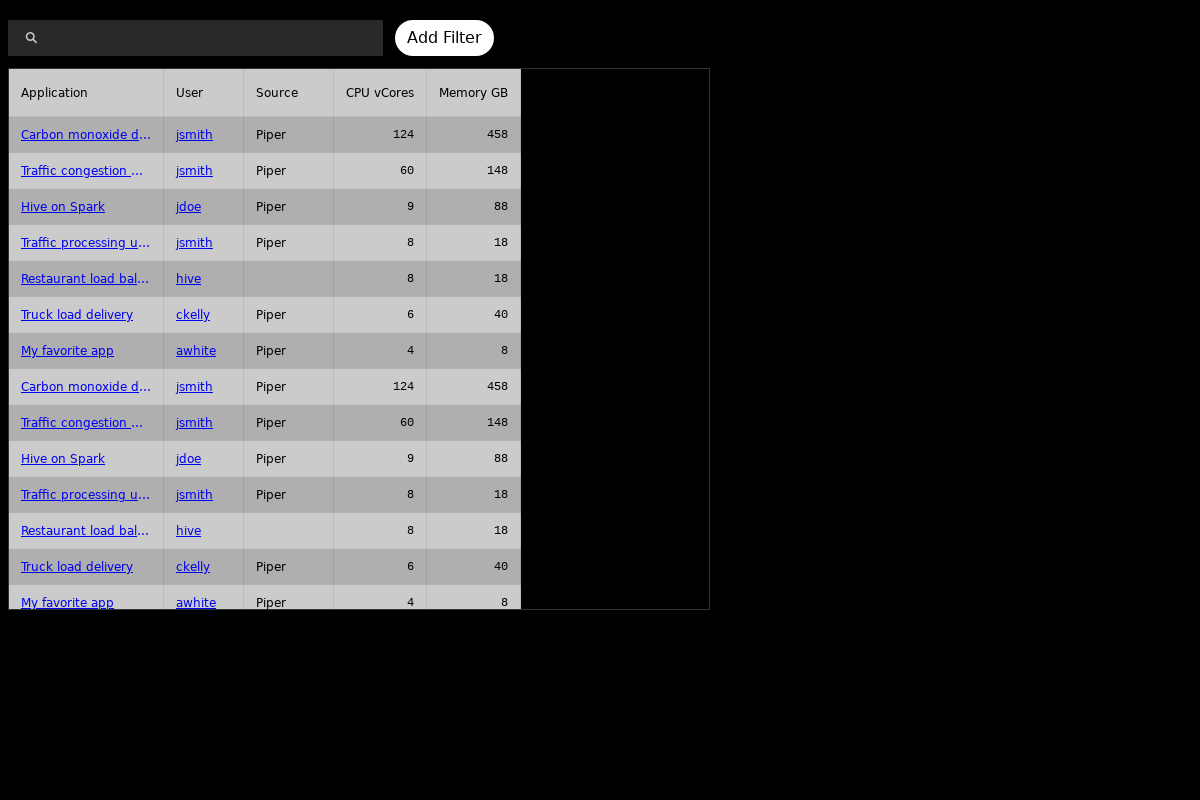 Add Filter
Application User Source CPU vCores Memory GB
Carbon monoxide d... jsmith Piper 124 458
Traffic congestion ... jsmith Piper 60 148
Hive on Spark jdoe Piper 9 88
Traffic processing u... jsmith Piper 8 18
Restaurant load bal... hive 8 18
Truck load delivery ckelly Piper 6 40
My favorite app awhite Piper 4 8
Carbon monoxide d... jsmith Piper 124 458
Traffic congestion ... jsmith Piper 60 148
Hive on Spark jdoe Piper 9 88
Traffic processing u... jsmith Piper 8 18
Restaurant load bal... hive 8 18
Truck load delivery ckelly Piper 6 40
My favorite app awhite Piper 4 8